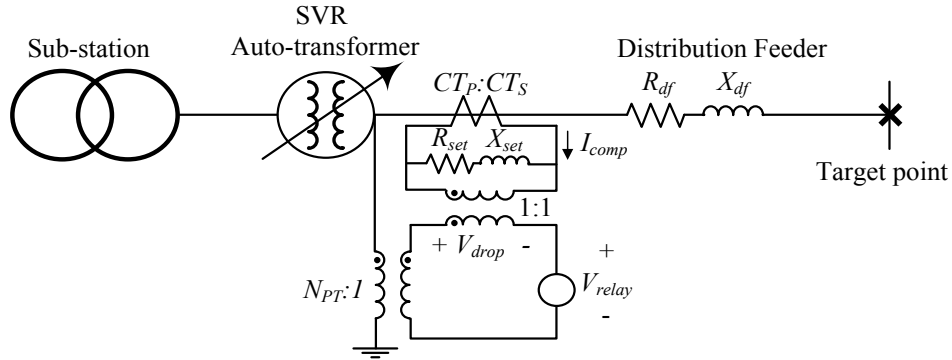 SVR
Sub-station
Auto-transformer
Distribution Feeder
CT_P:CT_S
R_df
X_df
R_set
X_set
I_comp
Target point
1:1
+ V_drop -
+
N_PT:1
V_relay
-